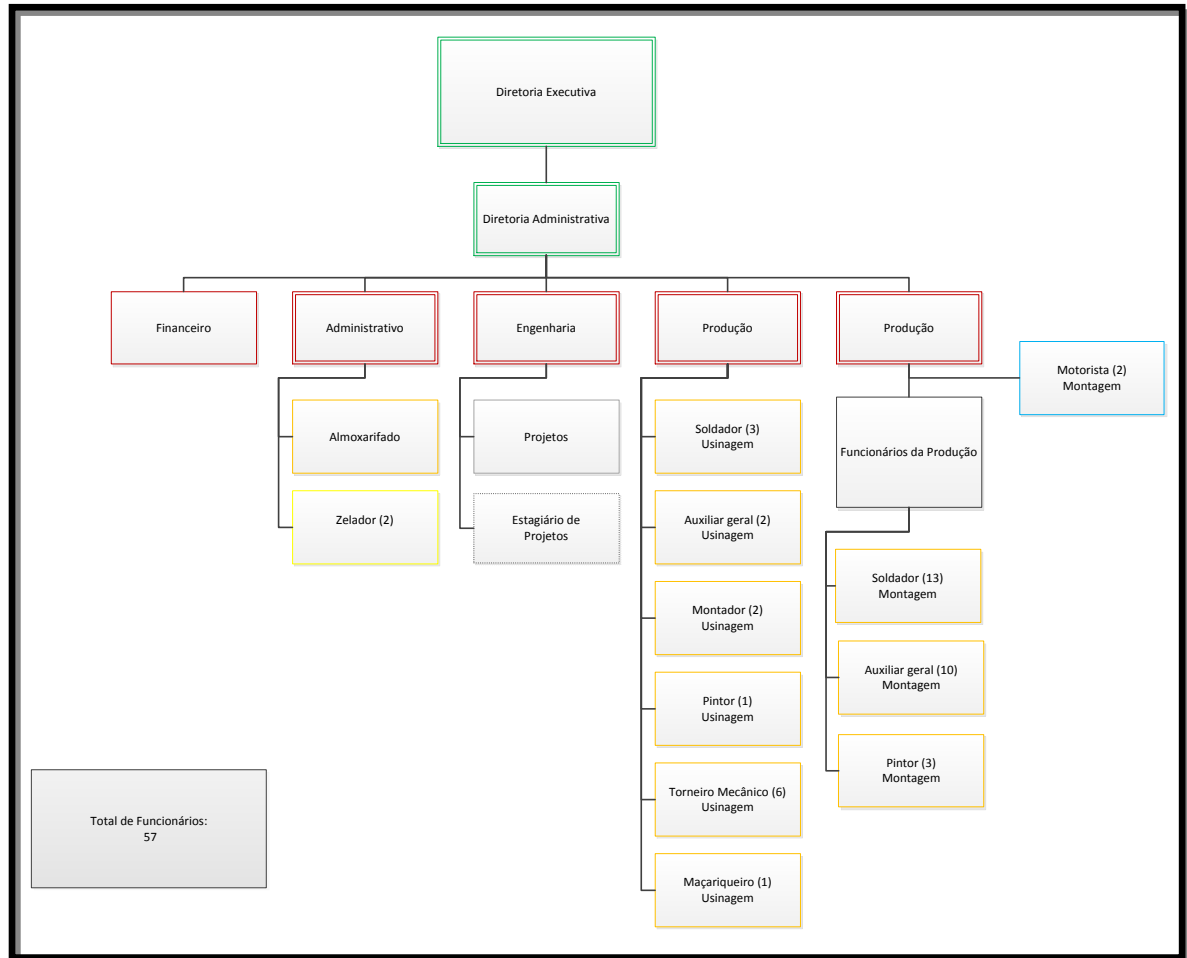 Diretoria Executiva
Diretoria Administrativa
Financeiro
Administrativo
Engenharia
Produção
Produção
Motorista (2)
Montagem
Almoxarifado
Zelador (2)
Projetos
Estagiário de
Projetos
Soldador (3)
Usinagem
Auxiliar geral (2)
Usinagem
Montador (2)
Usinagem
Pintor (1)
Usinagem
Torneiro Mecânico (6)
Usinagem
Maçariqueiro (1)
Usinagem
Funcionários da Produção
Soldador (13)
Montagem
Auxiliar geral (10)
Montagem
Pintor (3)
Montagem
Total de Funcionários:
57